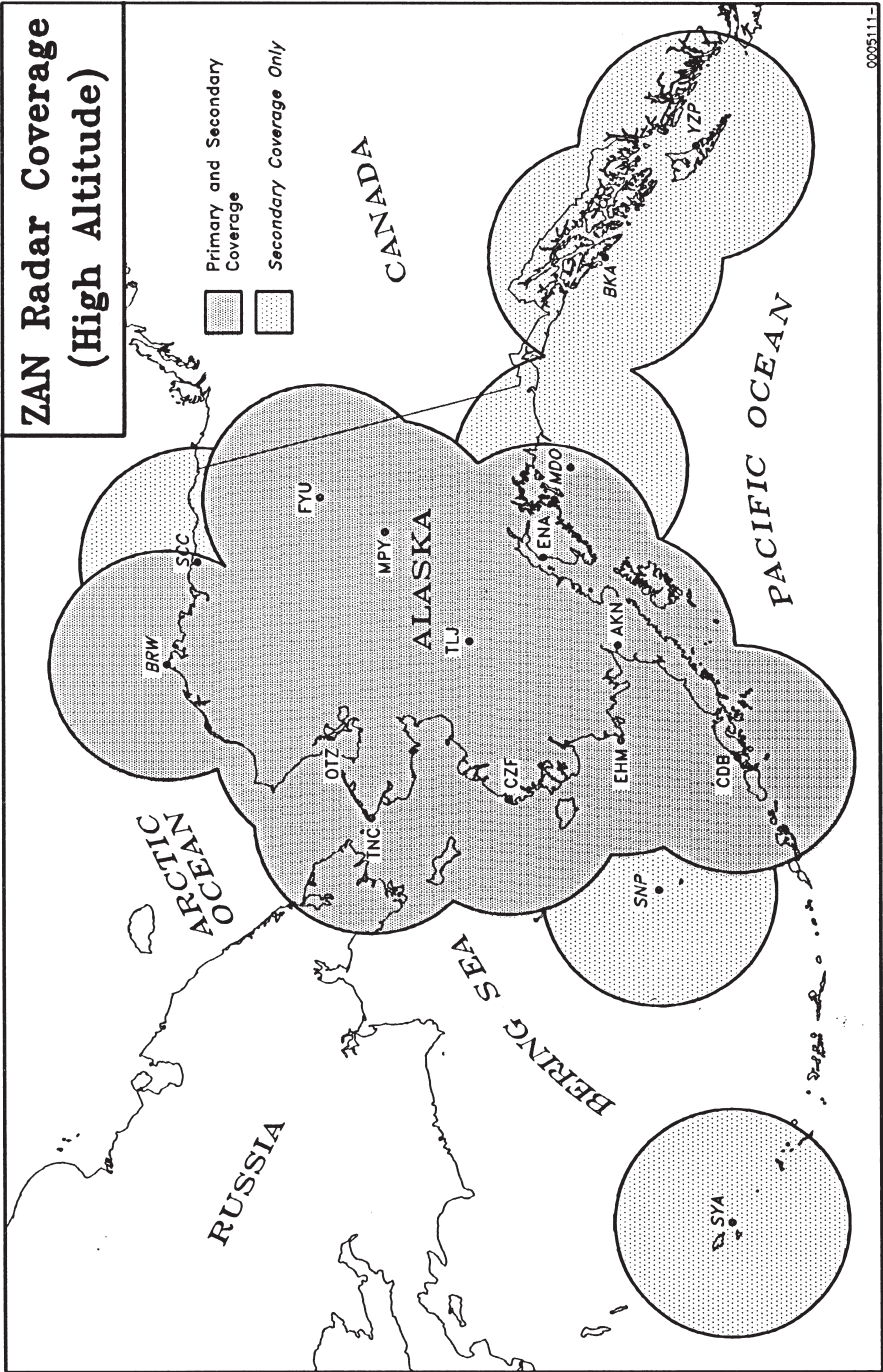 ZAN Radar Coverage
(High Altitude)
Primary and Secondary
Coverage
Secondary Coverage Only
CANADA
ARCTIC
OCEAN
RUSSIA
BERING SEA
ALASKA
PACIFIC OCEAN
BRW
SCC
FYU
OTZ
MPY
TNC
TLJ
CZF
ENA
MDO
AKN
EHM
SNP
CDB
BKA
YZP
SYA
0005111-